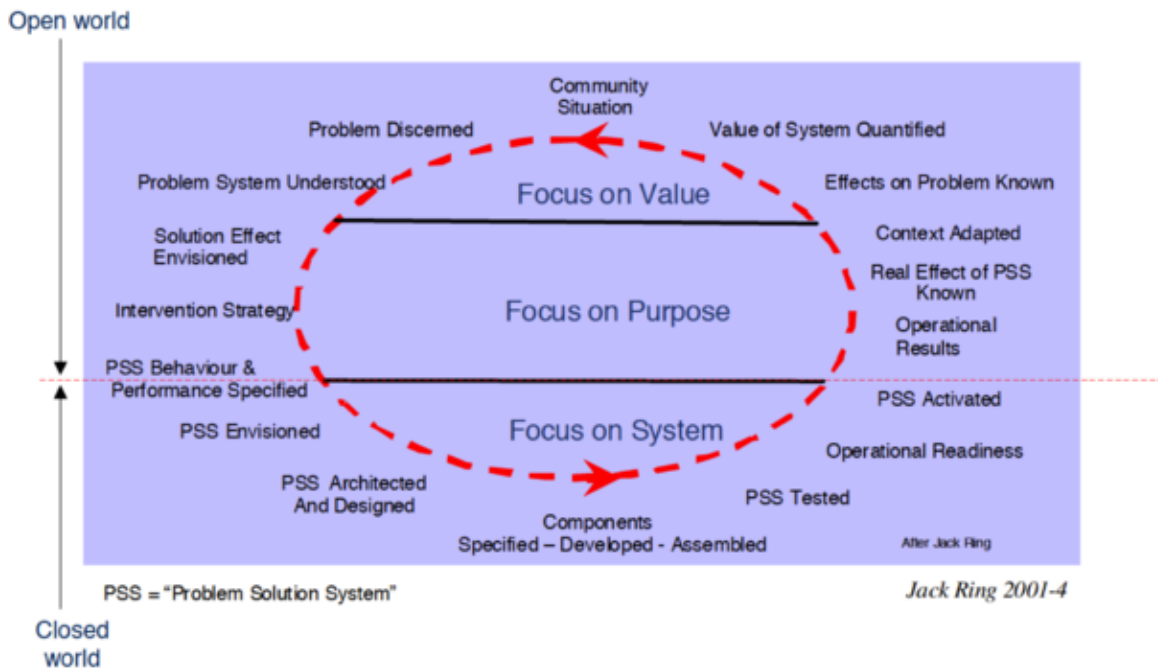 Open world
Community
Situation
Problem Discerned
Value of System Quantified
Problem System Understood
Focus on Value
Effects on Problem Known
Solution Effect
Envisioned
Context Adapted
Real Effect of PSS
Known
Intervention Strategy
Focus on Purpose
Operational
Results
PSS Behaviour &
Performance Specified
PSS Activated
PSS Envisioned
Focus on System
Operational Readiness
PSS Architected
And Designed
PSS Tested
Components
Specified – Developed - Assembled
After Jack Ring
PSS = “Problem Solution System”
Jack Ring 2001-4
Closed
world